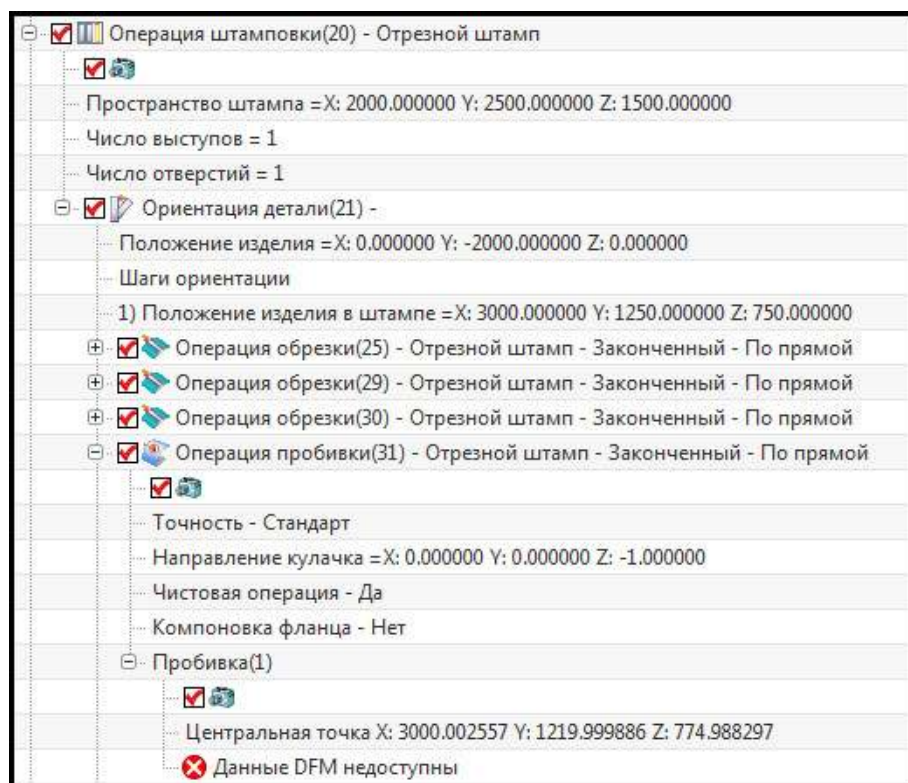 Операция штамповки(20) - Отрезной штамп
Пространство штампа =X: 2000.000000 Y: 2500.000000 Z: 1500.000000
Число выступов = 1
Число отверстий = 1
Ориентация детали(21) -
Положение изделия =X: 0.000000 Y: -2000.000000 Z: 0.000000
Шаги ориентации
1) Положение изделия в штампе =X: 3000.000000 Y: 1250.000000 Z: 750.000000
Операция обрезки(25) - Отрезной штамп - Законченный - По прямой
Операция обрезки(29) - Отрезной штамп - Законченный - По прямой
Операция обрезки(30) - Отрезной штамп - Законченный - По прямой
Операция пробивки(31) - Отрезной штамп - Законченный - По прямой
Точность - Стандарт
Направление кулачка =X: 0.000000 Y: 0.000000 Z: -1.000000
Чистовая операция - Да
Компоновка фланца - Нет
Пробивка(1)
Центральная точка X: 3000.002557 Y: 1219.999886 Z: 774.988297
Данные DFM недоступны